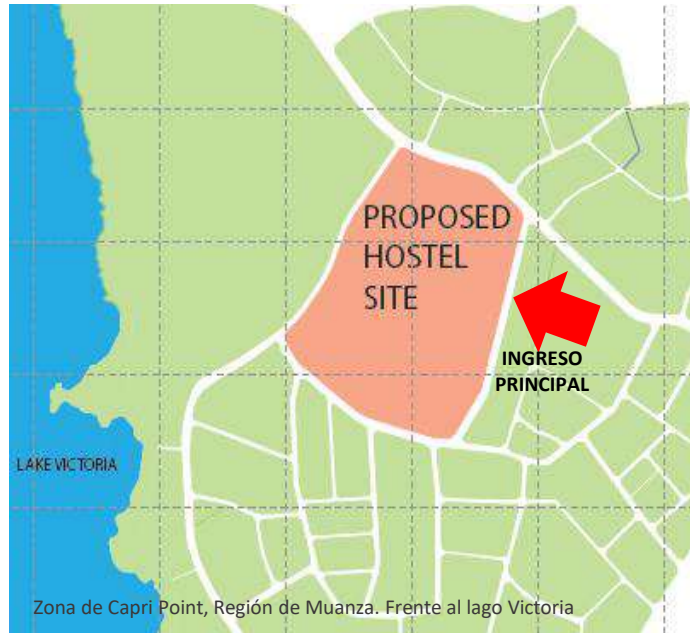 PROPOSED
HOSTEL
SITE
INGRESO
PRINCIPAL
LAKE VICTORIA
Zona de Capri Point, Región de Muanza. Frente al lago Victoria